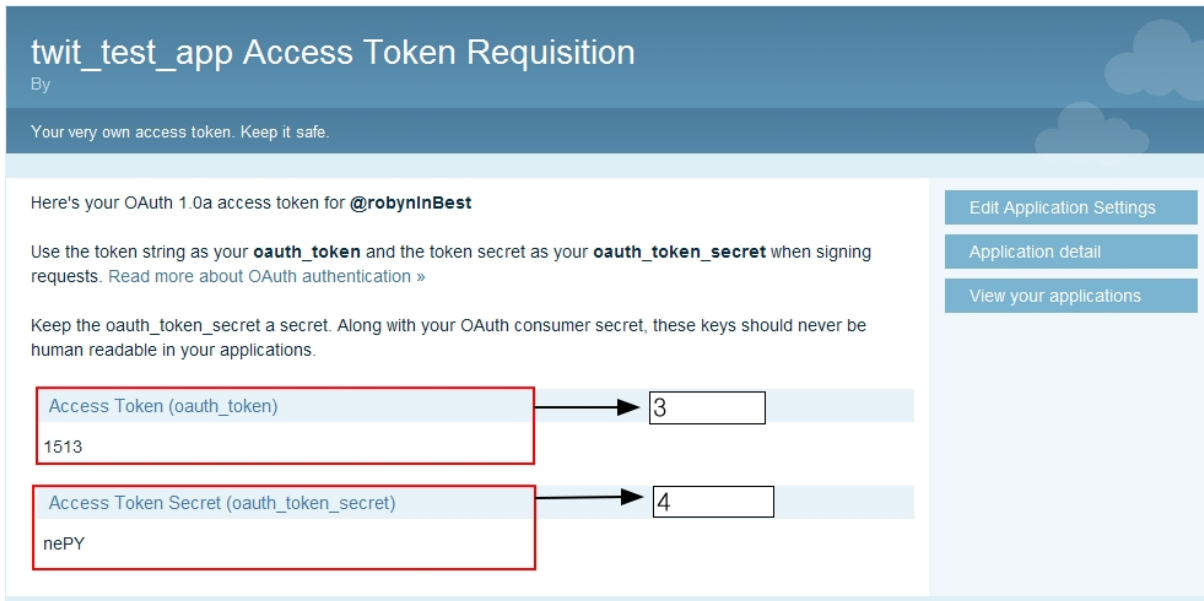 twit_test_app Access Token Requisition
By
Your very own access token. Keep it safe.
Here's your OAuth 1.0a access token for @robynInBest
Use the token string as your oauth_token and the token secret as your oauth_token_secret when signing
requests. Read more about OAuth authentication »
Keep the oauth_token_secret a secret. Along with your OAuth consumer secret, these keys should never be
human readable in your applications.
Access Token (oauth_token)
3
1513
Access Token Secret (oauth_token_secret)
4
nePY
Edit Application Settings
Application detail
View your applications